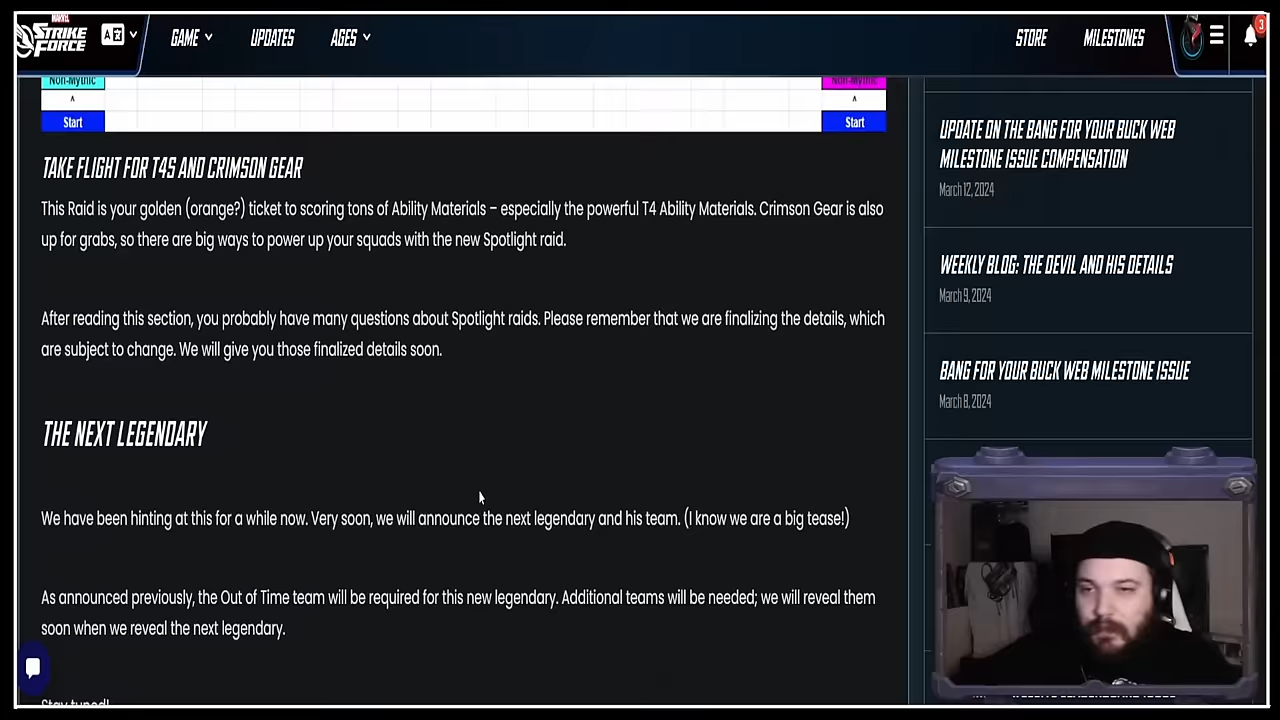 MARVEL
STRIKE
FORCE
GAME
UPDATES
AGES
STORE
MILESTONES
3
Non-Mythic
Non-Mythic
^
^
Start
Start
TAKE FLIGHT FOR T4S AND CRIMSON GEAR
This Raid is your golden (orange?) ticket to scoring tons of Ability Materials – especially the powerful T4 Ability Materials. Crimson Gear is also
up for grabs, so there are big ways to power up your squads with the new Spotlight raid.
After reading this section, you probably have many questions about Spotlight raids. Please remember that we are finalizing the details, which
are subject to change. We will give you those finalized details soon.
THE NEXT LEGENDARY
We have been hinting at this for a while now. Very soon, we will announce the next legendary and his team. (I know we are a big tease!)
As announced previously, the Out of Time team will be required for this new legendary. Additional teams will be needed; we will reveal them
soon when we reveal the next legendary.
Stay tuned!
UPDATE ON THE BANG FOR YOUR BUCK WEB
MILESTONE ISSUE COMPENSATION
March 12, 2024
WEEKLY BLOG: THE DEVIL AND HIS DETAILS
March 9, 2024
BANG FOR YOUR BUCK WEB MILESTONE ISSUE
March 8, 2024